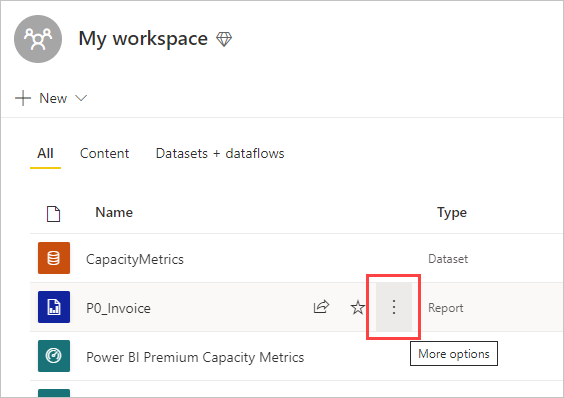 My workspace
New
All Content Datasets + dataflows
Name Type
CapacityMetrics Dataset
P0_Invoice Report
More options
Power BI Premium Capacity Metrics